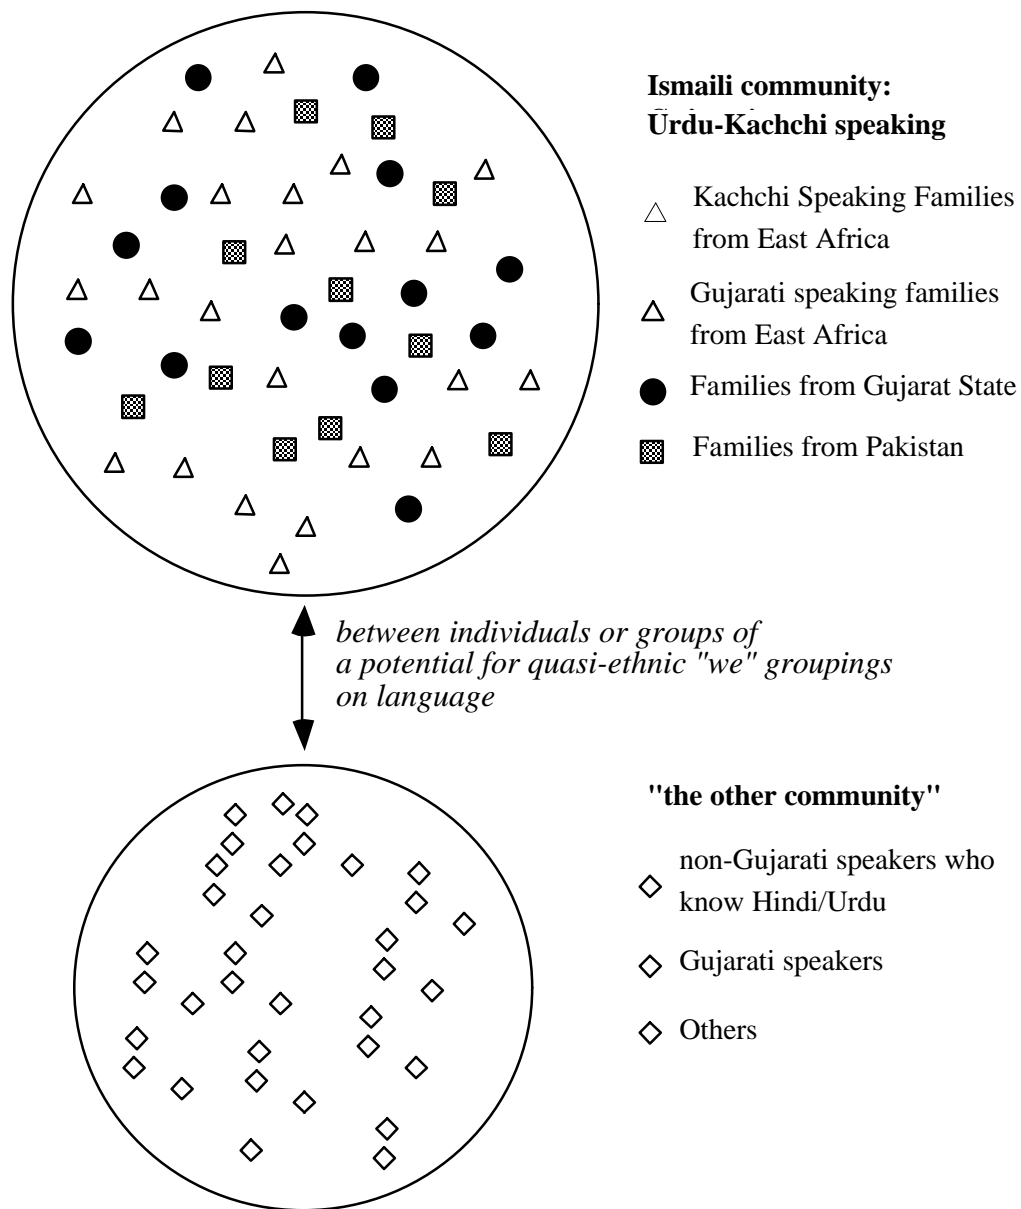 Ismaili community:
Urdu-Kachchi speaking
Kachchi Speaking Families
from East Africa
Gujarati speaking families
from East Africa
Families from Gujarat State
Families from Pakistan
between individuals or groups of
a potential for quasi-ethnic "we" groupings
on language
"the other community"
non-Gujarati speakers who
know Hindi/Urdu
Gujarati speakers
Others